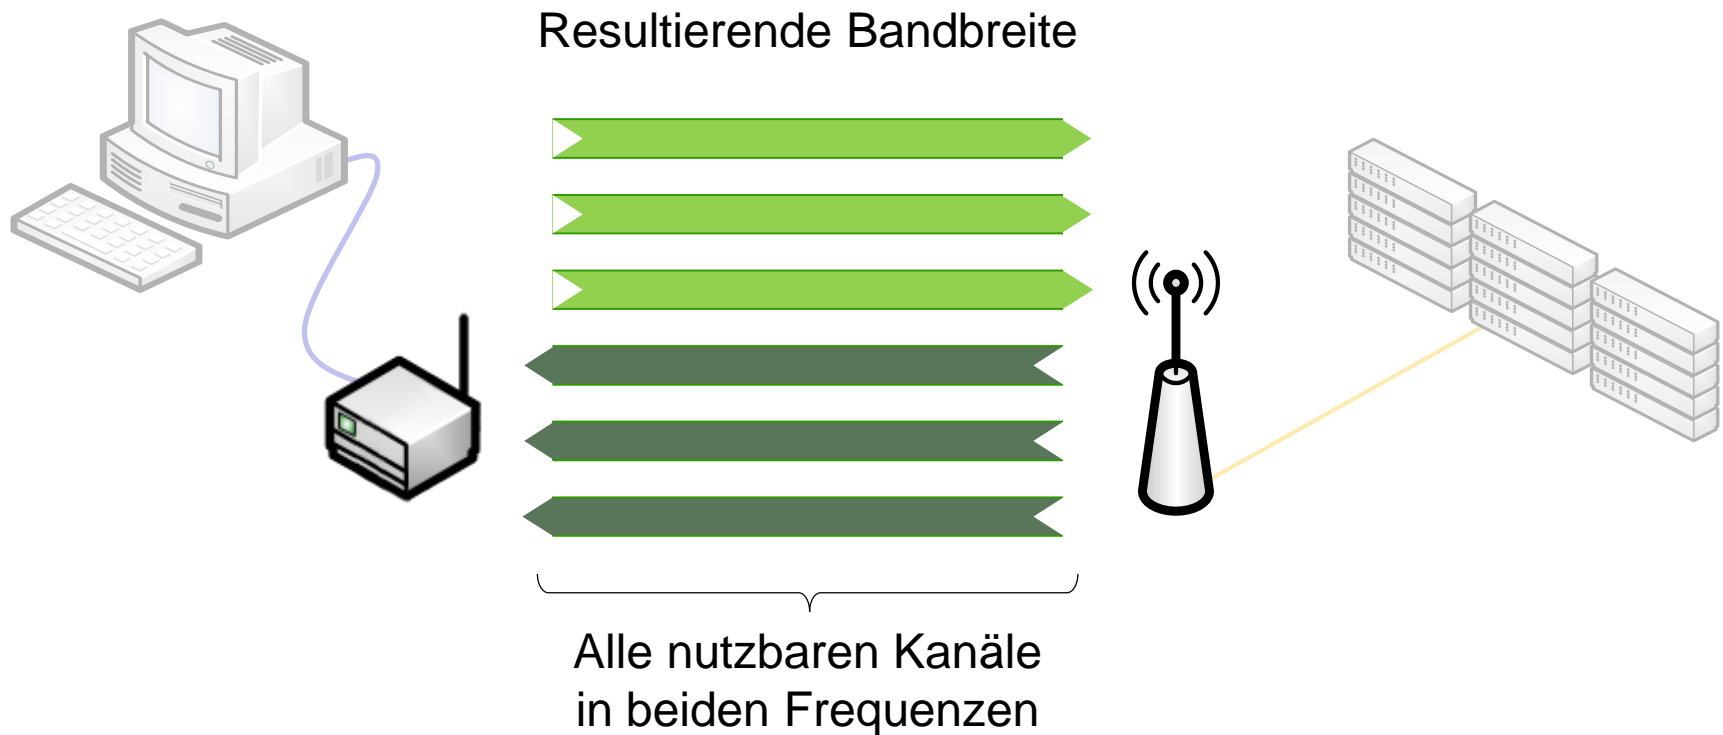 Resultierende Bandbreite
Alle nutzbaren Kanäle
in beiden Frequenzen